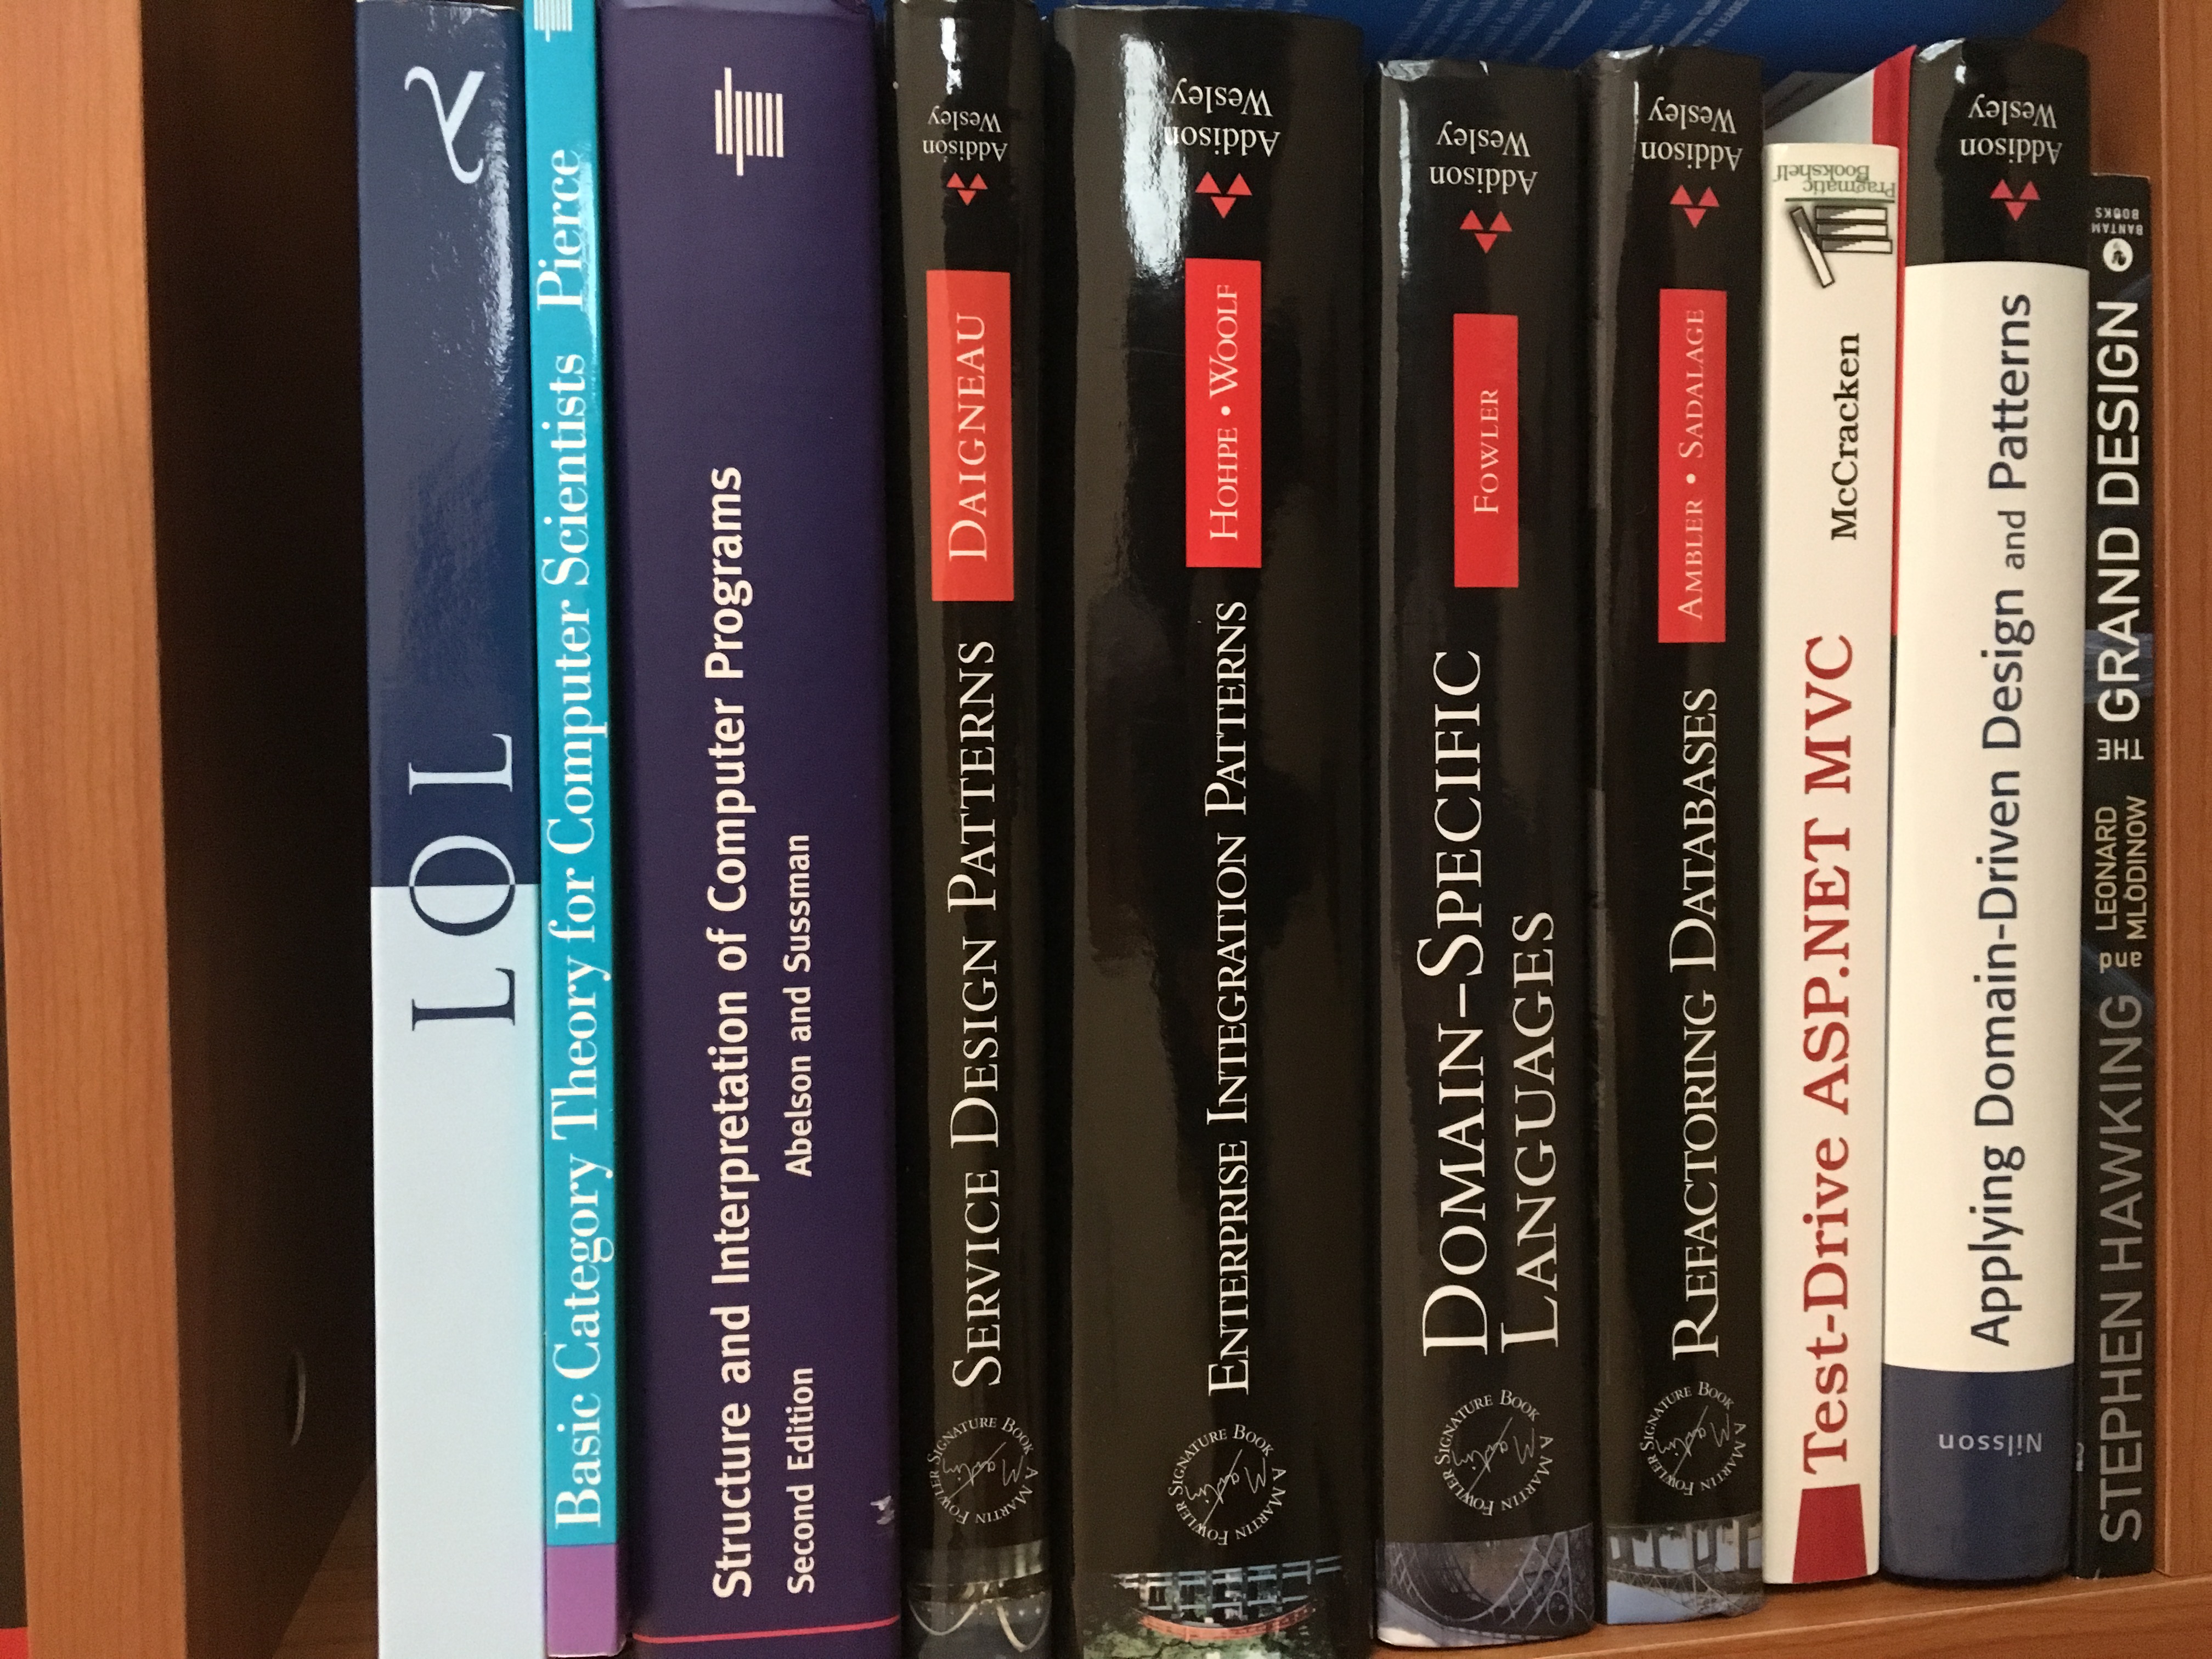 LOL
λ
Basic Category Theory for Computer Scientists Pierce
Structure and Interpretation of Computer Programs
Second Edition Abelson and Sussman
A MARTIN FOWLER SIGNATURE BOOK
Martin
SERVICE DESIGN PATTERNS
DAIGNEAU
Addison
Wesley
A MARTIN FOWLER SIGNATURE BOOK
Martin
ENTERPRISE INTEGRATION PATTERNS
HOHPE • WOOLF
Addison
Wesley
A MARTIN FOWLER SIGNATURE BOOK
Martin
DOMAIN–SPECIFIC
LANGUAGES
FOWLER
Addison
Wesley
A MARTIN FOWLER SIGNATURE BOOK
Martin
REFACTORING DATABASES
AMBLER • SADALAGE
Addison
Wesley
Test-Drive ASP.NET MVC
McCracken
Pragmatic
Bookshelf
Nilsson
Applying Domain-Driven Design and Patterns
Addison
Wesley
STEPHEN HAWKING and LEONARD
MLODINOW
THE GRAND DESIGN
BANTAM
BOOKS